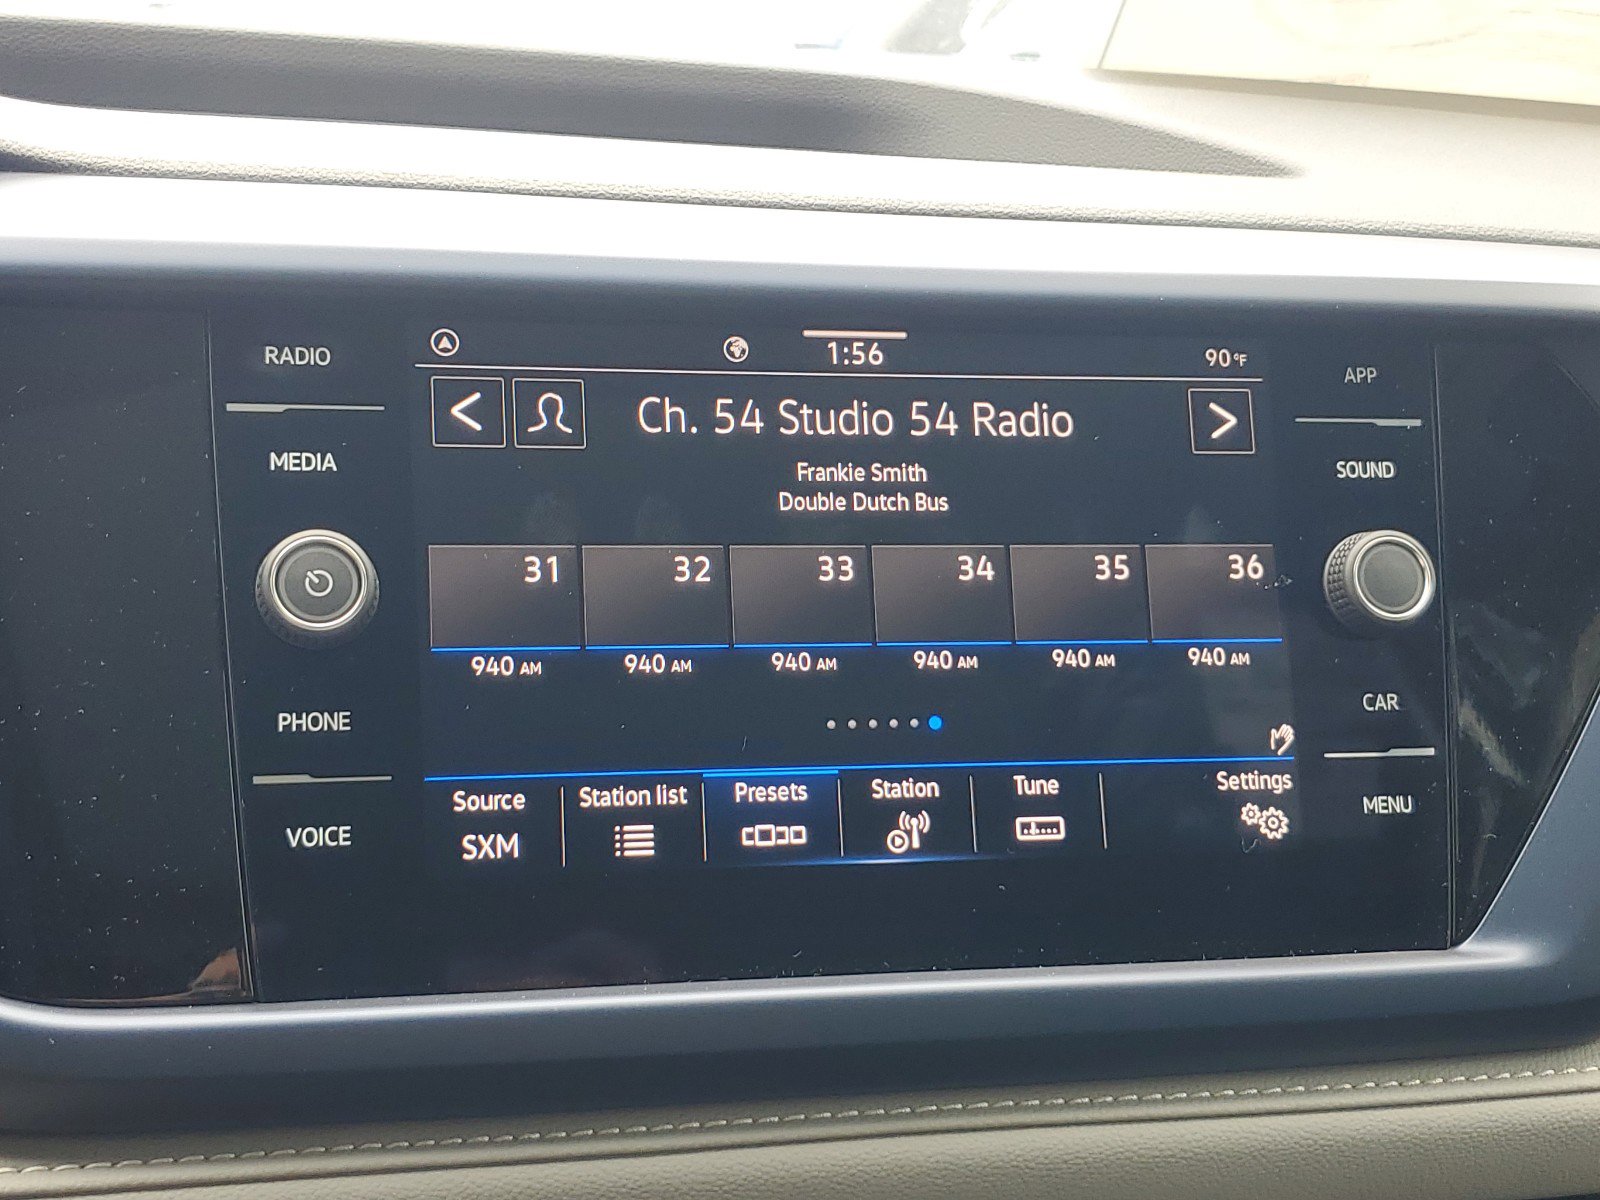 RADIO
MEDIA
PHONE
VOICE
1:56
90°F
Ch. 54 Studio 54 Radio
Frankie Smith
Double Dutch Bus
31 32 33 34 35 36
940 AM 940 AM 940 AM 940 AM 940 AM 940 AM
Source Station list Presets Station Tune Settings
SXM
APP
SOUND
CAR
MENU